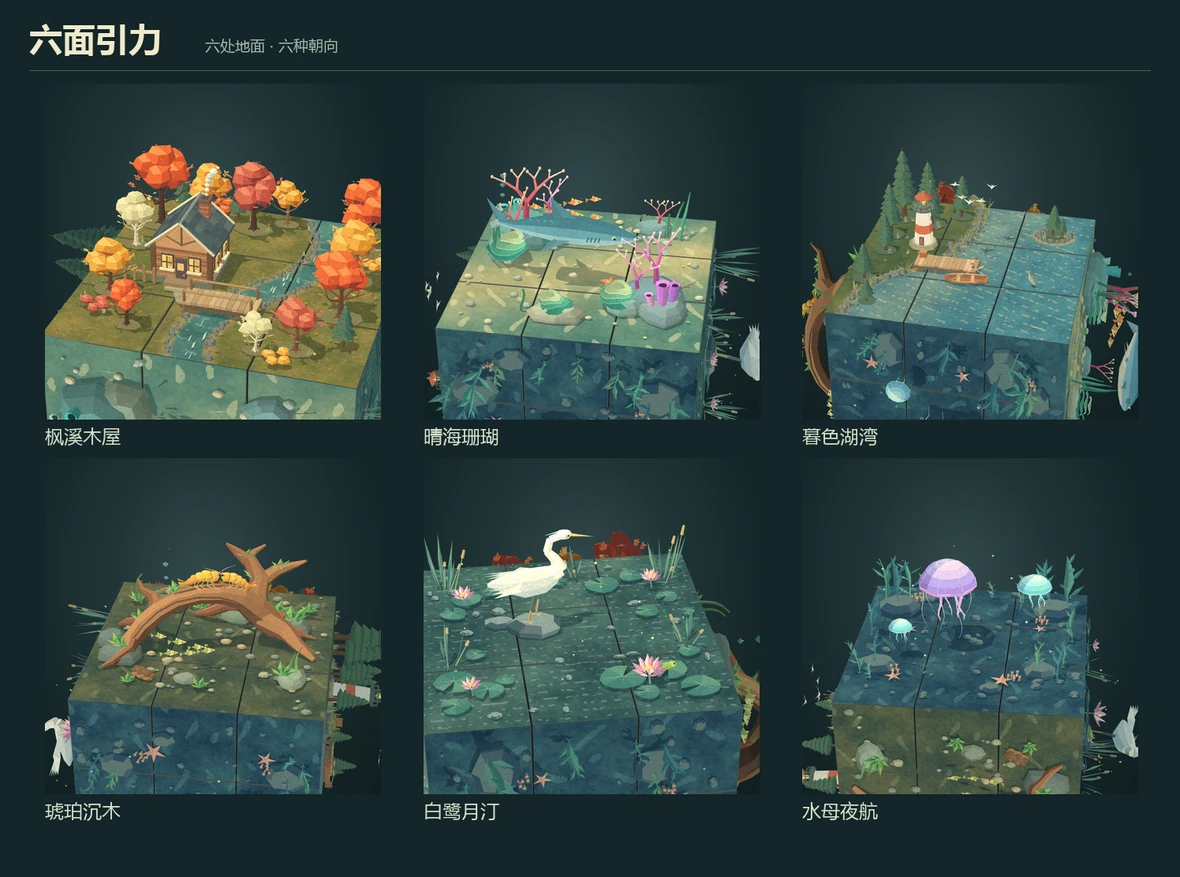 六面引力
六处地面 · 六种朝向
枫溪木屋
晴海珊瑚
暮色湖湾
琥珀沉木
白鹭月汀
水母夜航